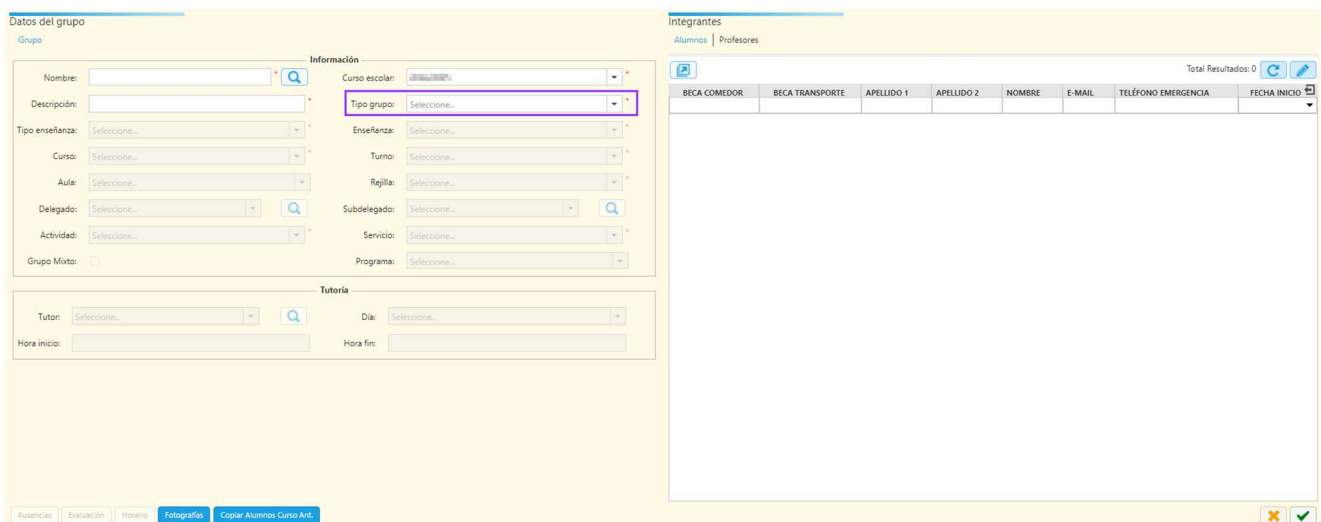 Datos del grupo
Grupo
Información
Nombre: * Curso escolar: *
Descripción: * Tipo grupo: Seleccione... *
Tipo enseñanza: Seleccione... * Enseñanza: Seleccione... *
Curso: Seleccione... * Turno: Seleccione... *
Aula: Seleccione... Rejilla: Seleccione... *
Delegado: Seleccione... Subdelegado: Seleccione...
Actividad: Seleccione... * Servicio: Seleccione... *
Grupo Mixto: Programa: Seleccione...
Tutoría
Tutor: Seleccione... Día: Seleccione...
Hora inicio: Hora fin:
Ausencias Evaluación Horario Fotografías Copiar Alumnos Curso Ant.
Integrantes
Alumnos | Profesores
Total Resultados: 0
BECA COMEDOR BECA TRANSPORTE APELLIDO 1 APELLIDO 2 NOMBRE E-MAIL TELÉFONO EMERGENCIA FECHA INICIO